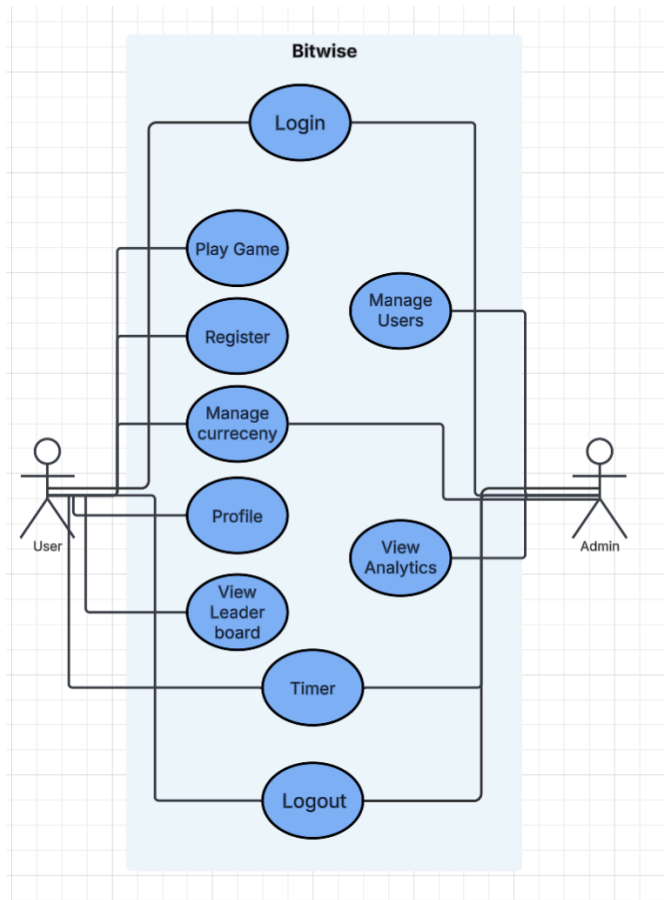 Bitwise
Login
Play Game
Manage
Users
Register
Manage
curreceny
Profile
User
Admin
View
Analytics
View
Leader
board
Timer
Logout